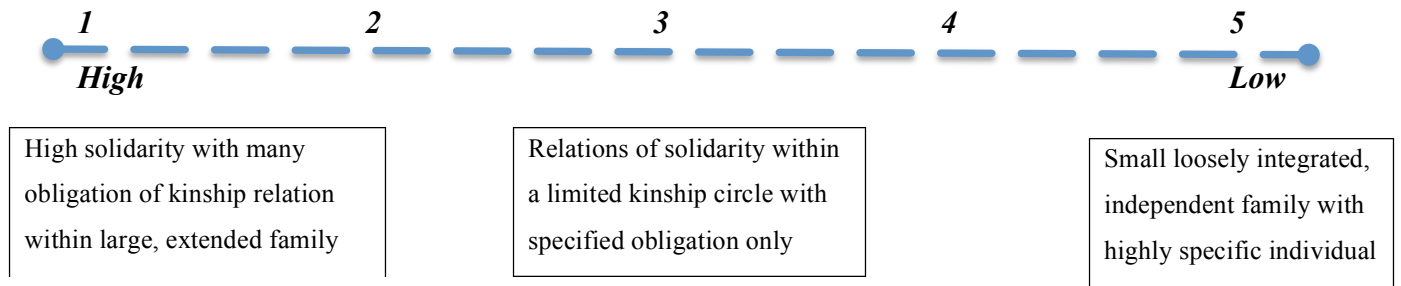 1 2 3 4 5
High Low
High solidarity with many
obligation of kinship relation
within large, extended family
Relations of solidarity within
a limited kinship circle with
specified obligation only
Small loosely integrated,
independent family with
highly specific individual